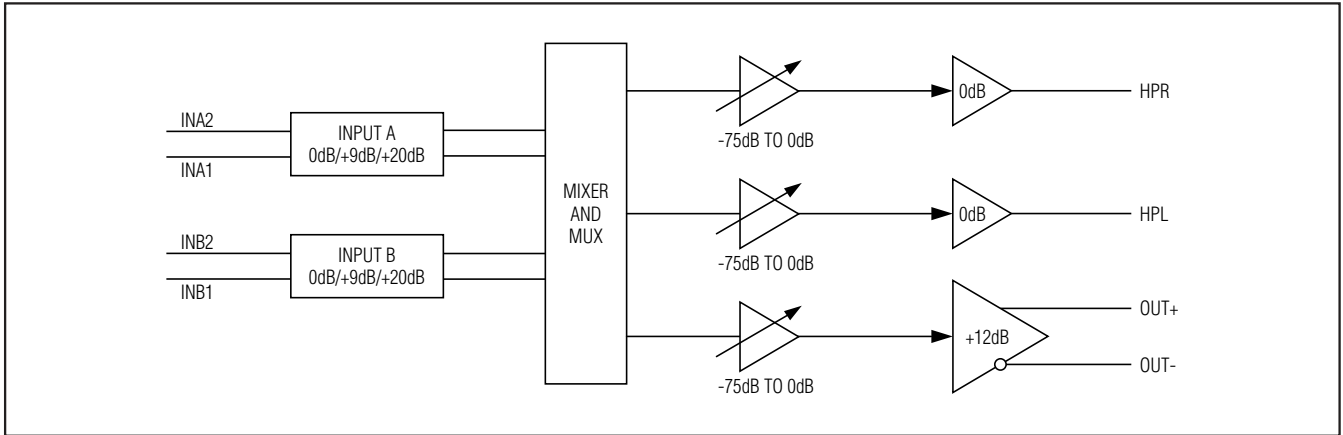 INA2
INA1
INPUT A
0dB/+9dB/+20dB
INB2
INB1
INPUT B
0dB/+9dB/+20dB
MIXER
AND
MUX
-75dB TO 0dB
0dB
HPR
-75dB TO 0dB
0dB
HPL
-75dB TO 0dB
+12dB
OUT+
OUT-